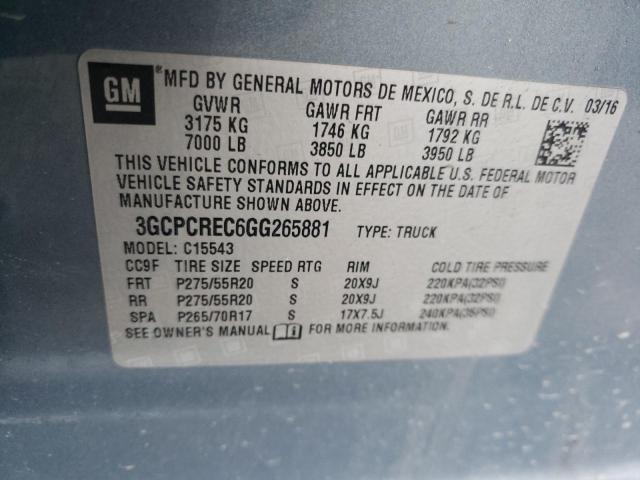 GM
MFD BY GENERAL MOTORS DE MEXICO, S. DE R.L. DE C.V. 03/16
GVWR GAWR FRT GAWR RR
3175 KG 1746 KG 1792 KG
7000 LB 3850 LB 3950 LB
THIS VEHICLE CONFORMS TO ALL APPLICABLE U.S. FEDERAL MOTOR
VEHICLE SAFETY STANDARDS IN EFFECT ON THE DATE OF
MANUFACTURE SHOWN ABOVE.
3GCPCREC6GG265881 TYPE: TRUCK
MODEL: C15543
CC9F TIRE SIZE SPEED RTG RIM COLD TIRE PRESSURE
FRT P275/55R20 S 20X9J 220KPA(32PSI)
RR P275/55R20 S 20X9J 220KPA(32PSI)
SPA P265/70R17 S 17X7.5J 240KPA(35PSI)
SEE OWNER'S MANUAL FOR MORE INFORMATION.